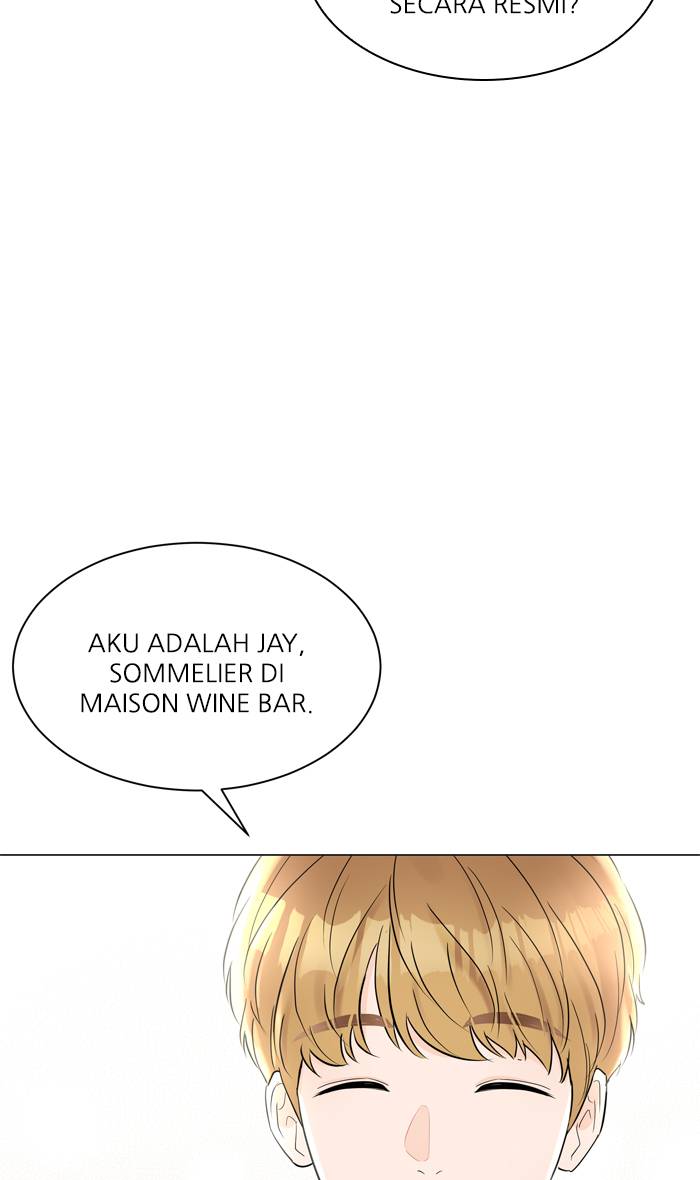 SECARA RESMI?
AKU ADALAH JAY,
SOMMELIER DI
MAISON WINE BAR.